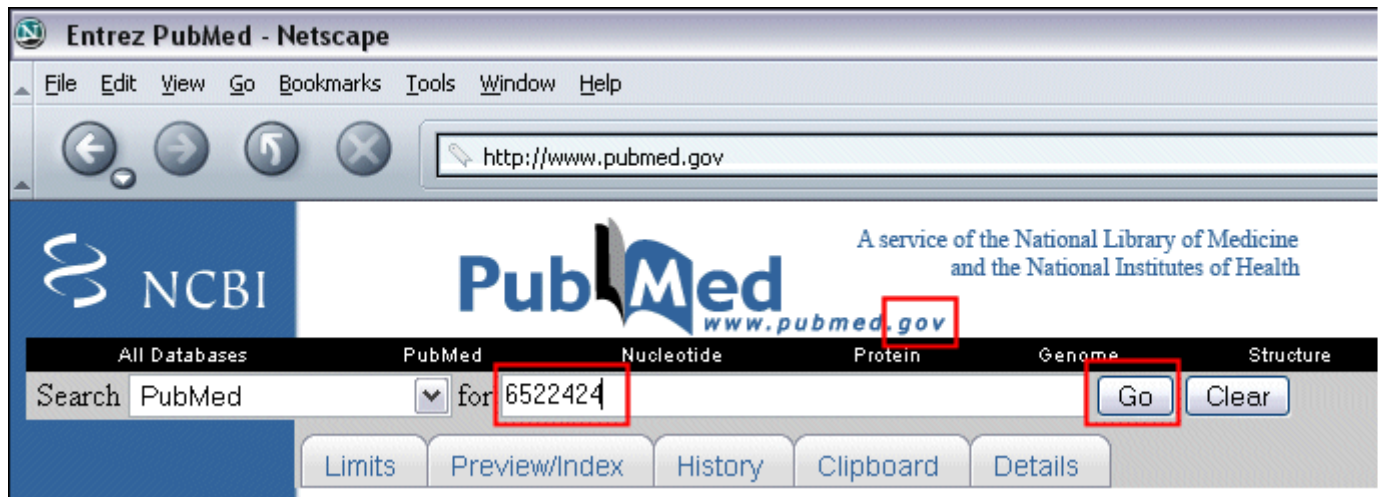 Entrez PubMed - Netscape
File Edit View Go Bookmarks Tools Window Help
http://www.pubmed.gov
NCBI
PubMed
www.pubmed.gov
A service of the National Library of Medicine
and the National Institutes of Health
All Databases PubMed Nucleotide Protein Genome Structure
Search PubMed for 6522424 Go Clear
Limits Preview/Index History Clipboard Details